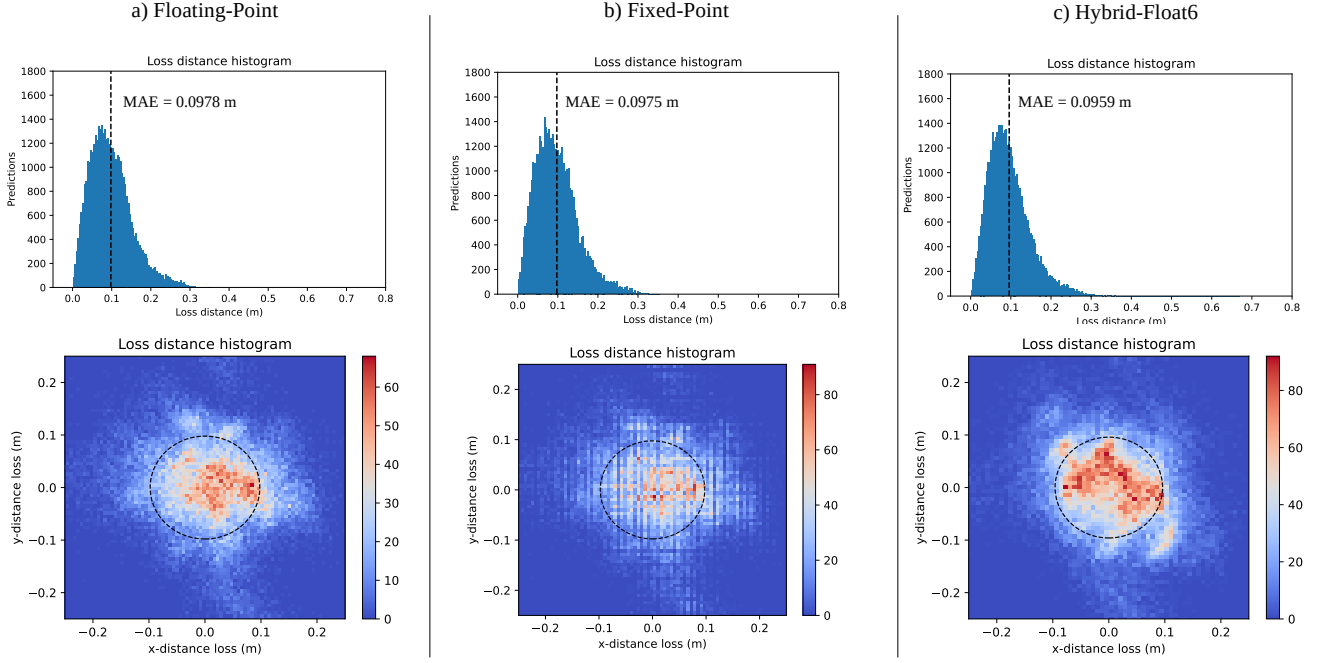 a) Floating-Point
Loss distance histogram
1800
1600
1400
1200
1000
800
600
400
200
0
Predictions
MAE = 0.0978 m
0.0 0.1 0.2 0.3 0.4 0.5 0.6 0.7 0.8
Loss distance (m)
Loss distance histogram
0.2
0.1
0.0
−0.1
−0.2
y-distance loss (m)
−0.2 −0.1 0.0 0.1 0.2
x-distance loss (m)
60
50
40
30
20
10
0
b) Fixed-Point
Loss distance histogram
1800
1600
1400
1200
1000
800
600
400
200
0
Predictions
MAE = 0.0975 m
0.0 0.1 0.2 0.3 0.4 0.5 0.6 0.7 0.8
Loss distance (m)
Loss distance histogram
0.2
0.1
0.0
−0.1
−0.2
y-distance loss (m)
−0.2 −0.1 0.0 0.1 0.2
x-distance loss (m)
80
60
40
20
0
c) Hybrid-Float6
Loss distance histogram
1800
1600
1400
1200
1000
800
600
400
200
0
Predictions
MAE = 0.0959 m
0.0 0.1 0.2 0.3 0.4 0.5 0.6 0.7 0.8
Loss distance (m)
Loss distance histogram
0.2
0.1
0.0
−0.1
−0.2
y-distance loss (m)
−0.2 −0.1 0.0 0.1 0.2
x-distance loss (m)
80
60
40
20
0